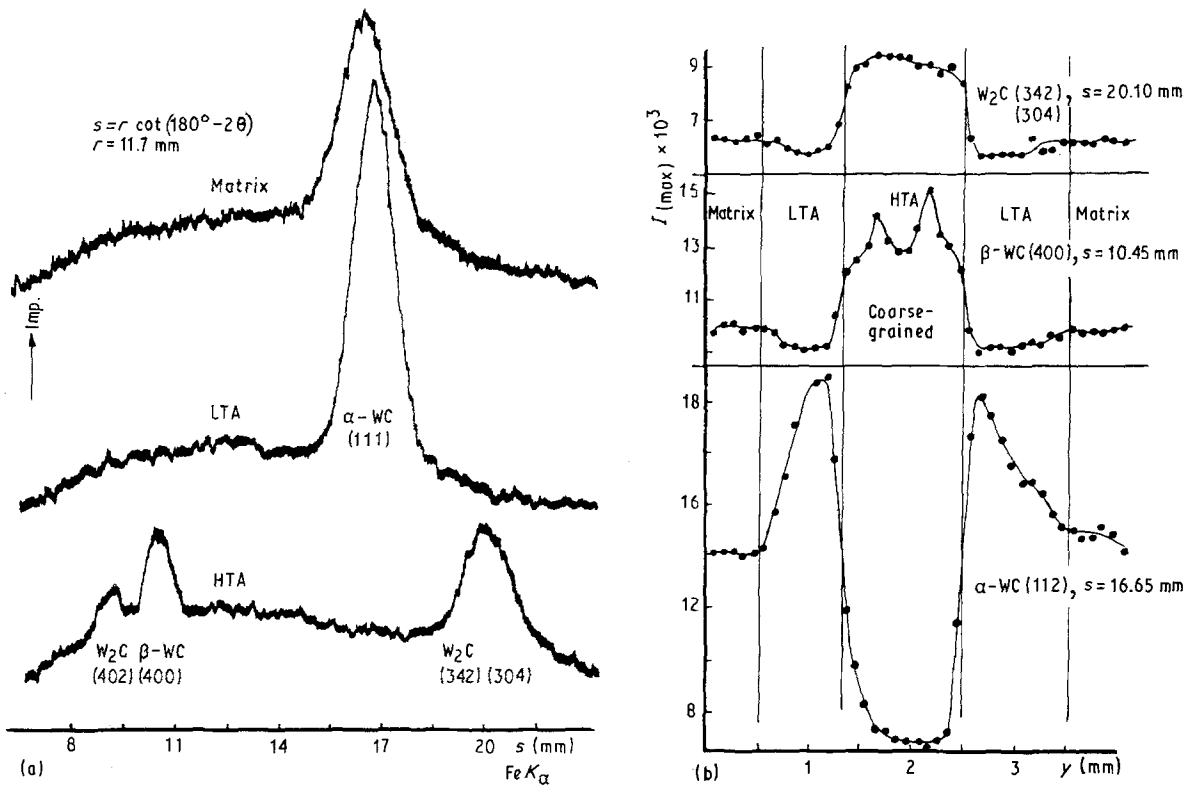 s = r cot (180° − 2θ)
r = 11.7 mm
Matrix
Imp.
LTA
α – WC
(111)
HTA
W₂C β–WC
(402) (400)
W₂C
(342) (304)
8 11 14 17 20 s (mm)
(a)
Fe Kα
I (max) × 10³
9
7
W₂C (342), s = 20.10 mm
(304)
15
13
11
Matrix
LTA
HTA
LTA
Matrix
β–WC (400), s = 10.45 mm
Coarse-
grained
18
16
14
12
8
α–WC (112), s = 16.65 mm
(b)
1 2 3 y (mm)